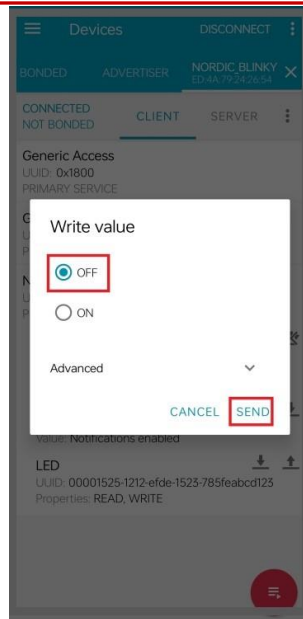 Devices
DISCONNECT
BONDED
ADVERTISER
NORDIC BLINKY
ED:4A:79:24:26:54
CONNECTED
NOT BONDED
CLIENT
SERVER
Generic Access
UUID: 0x1800
PRIMARY SERVICE
G
U
P
N
U
P
Write value
OFF
ON
Advanced
CANCEL
SEND
Value: Notifications enabled
LED
UUID: 00001525-1212-efde-1523-785feabcd123
Properties: READ, WRITE